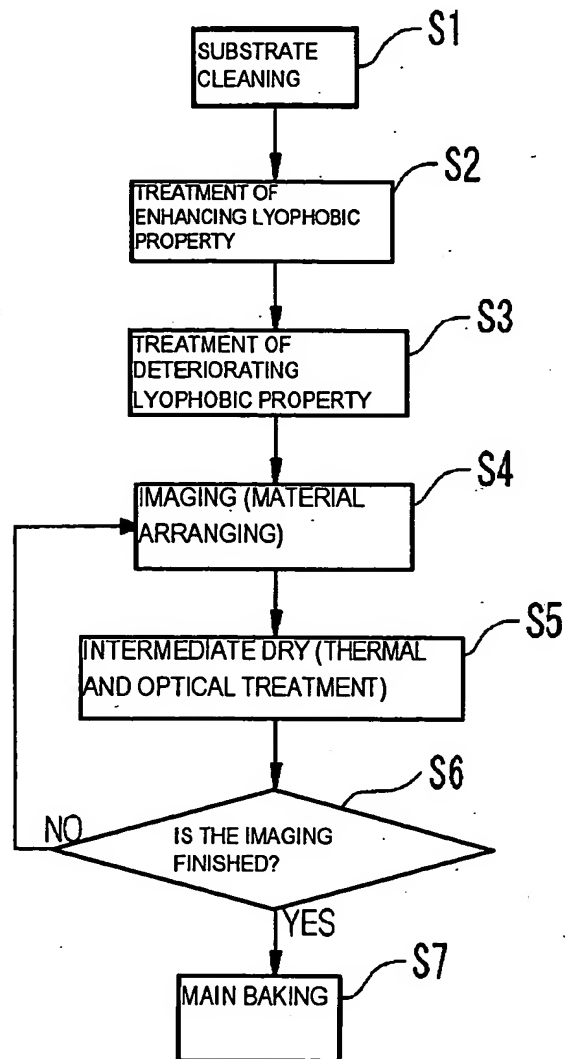 S1
SUBSTRATE
CLEANING
S2
TREATMENT OF
ENHANCING LYOPHOBIC
PROPERTY
S3
TREATMENT OF
DETERIORATING
LYOPHOBIC PROPERTY
S4
IMAGING (MATERIAL
ARRANGING)
S5
INTERMEDIATE DRY (THERMAL
AND OPTICAL TREATMENT)
S6
NO
IS THE IMAGING
FINISHED?
YES
S7
MAIN BAKING